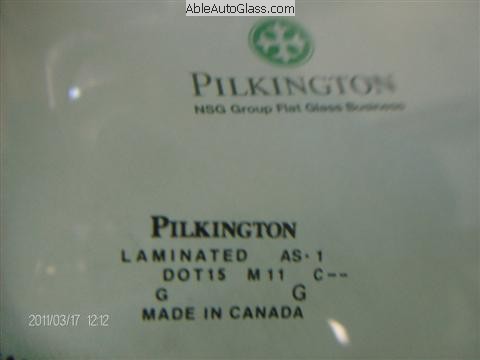 AbleAutoGlass.com
PILKINGTON
NSG Group Flat Glass Business
PILKINGTON
LAMINATED AS-1
DOT15 M11 C--
G G
MADE IN CANADA
2011/03/17 12:12